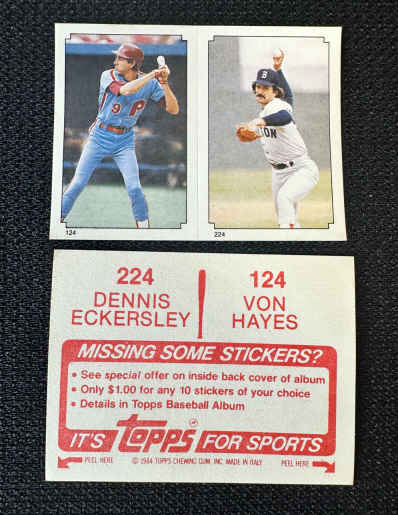 9 P
B
TON
124
224
224
DENNIS
ECKERSLEY
124
VON
HAYES
MISSING SOME STICKERS?
• See special offer on inside back cover of album
• Only $1.00 for any 10 stickers of your choice
• Details in Topps Baseball Album
IT'S Topps FOR SPORTS
PEEL HERE © 1984 TOPPS CHEWING GUM, INC. MADE IN ITALY PEEL HERE